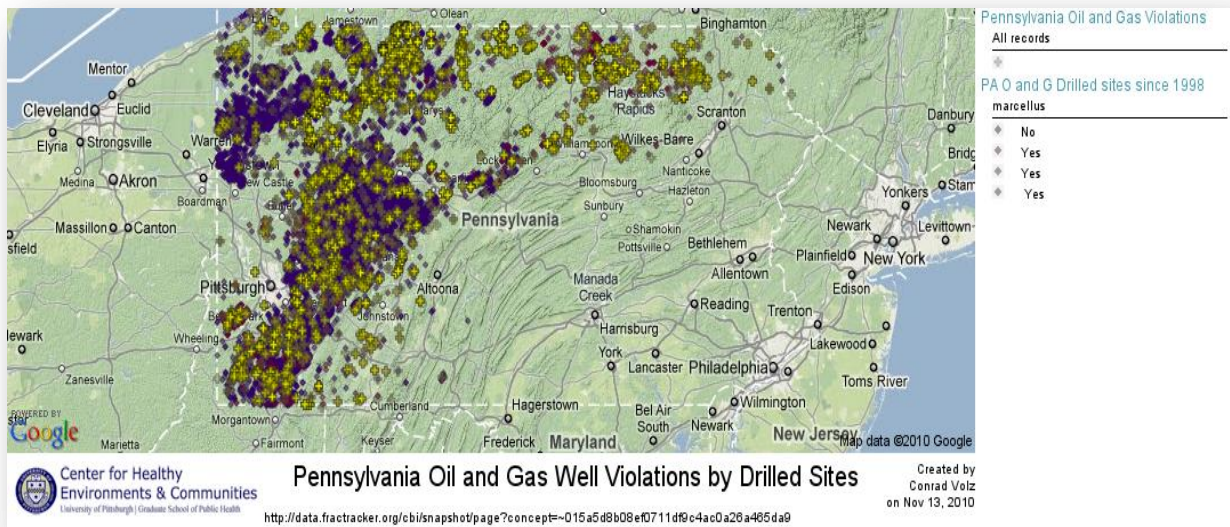 Jamestown
Olean
Binghamton
Mentor
Cleveland
Euclid
Haystacks
Rapids
Scranton
Danbury
Elyria
Strongsville
Warren
Wilkes-Barre
Medina
Akron
Nanticoke
Bloomsburg
Hazleton
Boardman
New Castle
Sunbury
Yonkers
Massillon
Canton
Pennsylvania
Shamokin
Pottsville
Bethlehem
Newark
Levittown
Allentown
Plainfield
New York
Edison
Pittsburgh
Altoona
Manada
Creek
Reading
Trenton
Johnstown
Harrisburg
Lakewood
Wheeling
York
Lancaster
Philadelphia
Toms River
Zanesville
Wilmington
Morgantown
Cumberland
Hagerstown
Bel Air
South
Newark
New Jersey
Marietta
Fairmont
Keyser
Frederick
Maryland
POWERED BY
Google
Map data ©2010 Google
Pennsylvania Oil and Gas Violations
All records
PA O and G Drilled sites since 1998
marcellus
No
Yes
Yes
Yes
Center for Healthy
Environments & Communities
University of Pittsburgh | Graduate School of Public Health
Pennsylvania Oil and Gas Well Violations by Drilled Sites
Created by
Conrad Volz
on Nov 13, 2010
http://data.fractracker.org/cbi/snapshot/page?concept=~015a5d8b08ef0711df9c4ac0a26a465da9